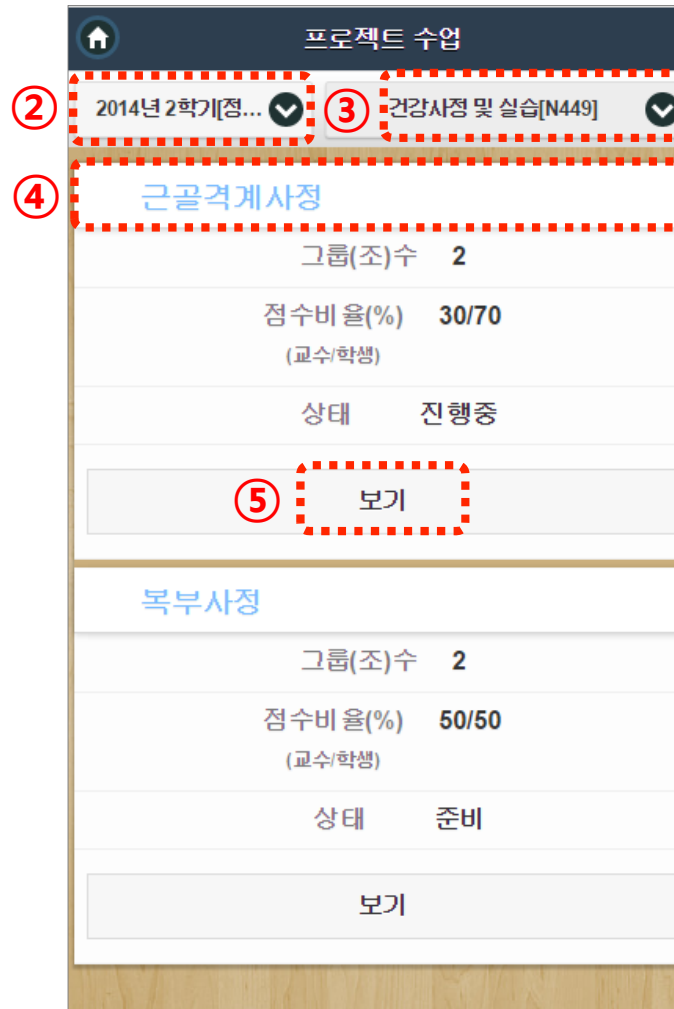 프로젝트 수업
② 2014년 2학기[정... ③ 건강사정 및 실습[N449]
④ 근골격계사정
그룹(조)수 2
점수비율(%) 30/70
(교수/학생)
상태 진행중
⑤ 보기
복부사정
그룹(조)수 2
점수비율(%) 50/50
(교수/학생)
상태 준비
보기